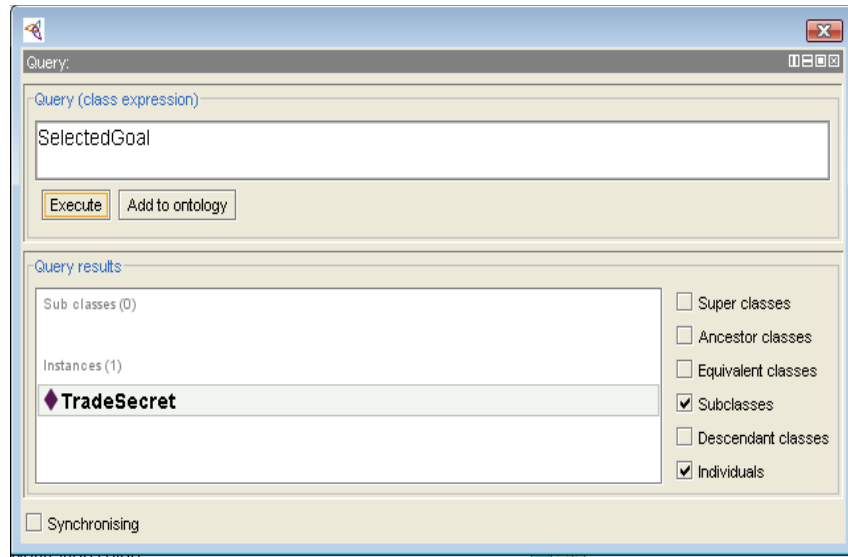 Query:
Query (class expression)
SelectedGoal
Execute
Add to ontology
Query results
Sub classes (0)
Instances (1)
TradeSecret
Super classes
Ancestor classes
Equivalent classes
Subclasses
Descendant classes
Individuals
Synchronising